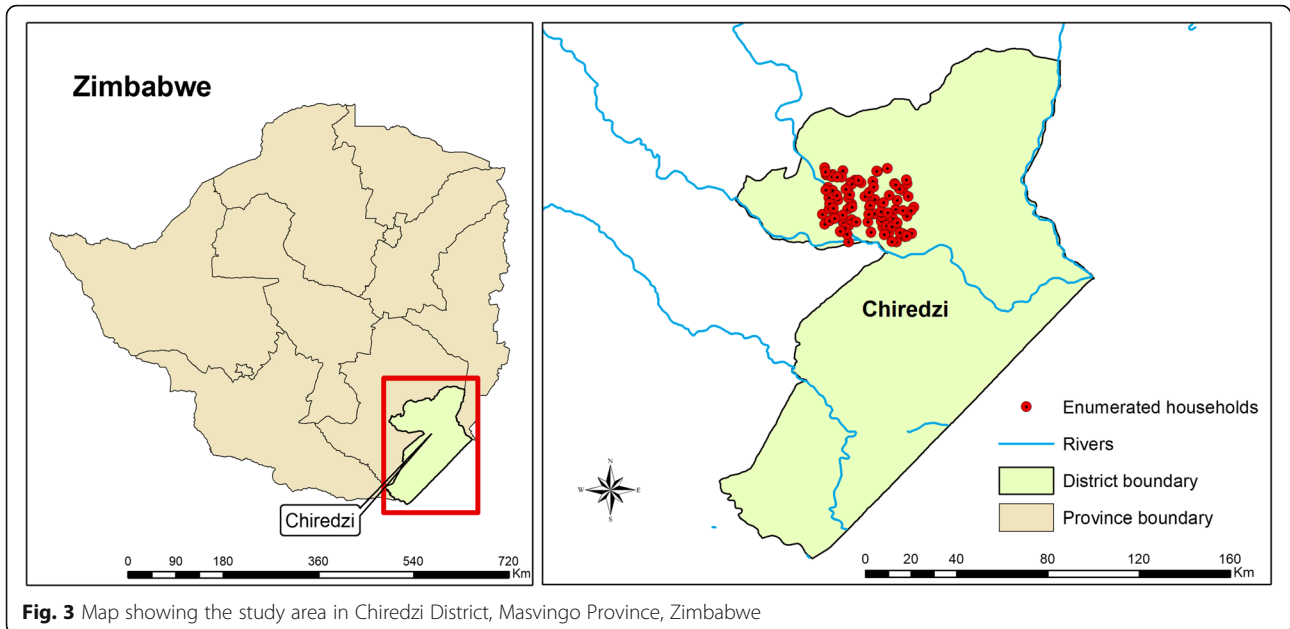 Zimbabwe
Chiredzi
0 90 180 360 540 720
Km
Chiredzi
Enumerated households
Rivers
District boundary
Province boundary
N
W E
S
0 10 20 40 80 120 160
Km
Fig. 3 Map showing the study area in Chiredzi District, Masvingo Province, Zimbabwe